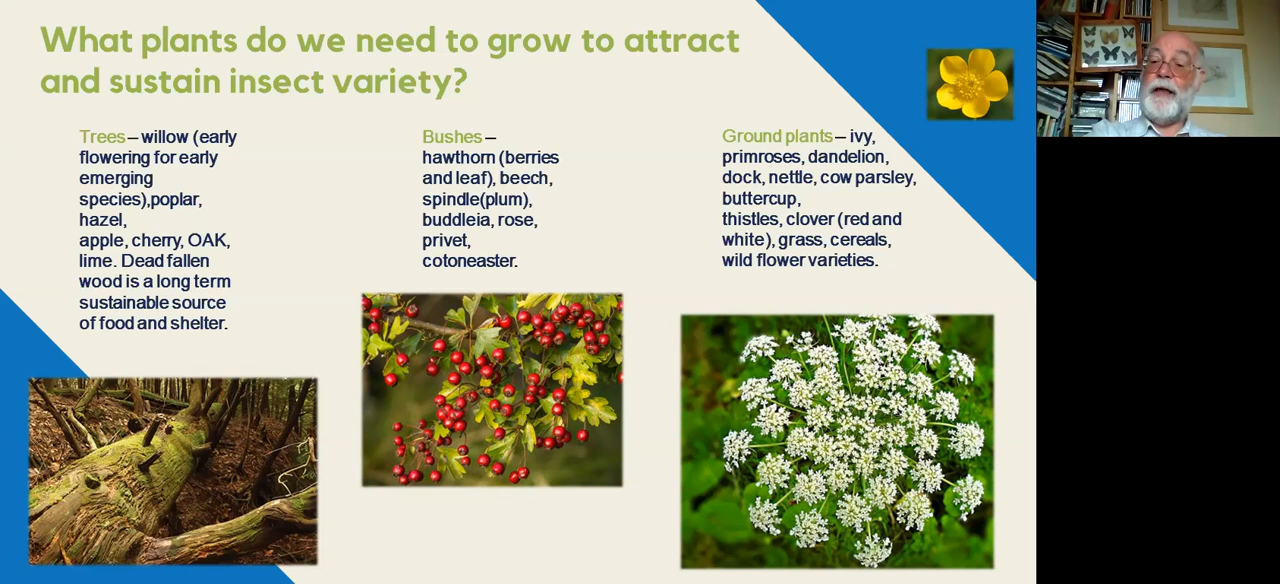 What plants do we need to grow to attract
and sustain insect variety?
Trees – willow (early
flowering for early
emerging
species),poplar,
hazel,
apple, cherry, OAK,
lime. Dead fallen
wood is a long term
sustainable source
of food and shelter.
Bushes –
hawthorn (berries
and leaf), beech,
spindle(plum),
buddleia, rose,
privet,
cotoneaster.
Ground plants – ivy,
primroses, dandelion,
dock, nettle, cow parsley,
buttercup,
thistles, clover (red and
white), grass, cereals,
wild flower varieties.